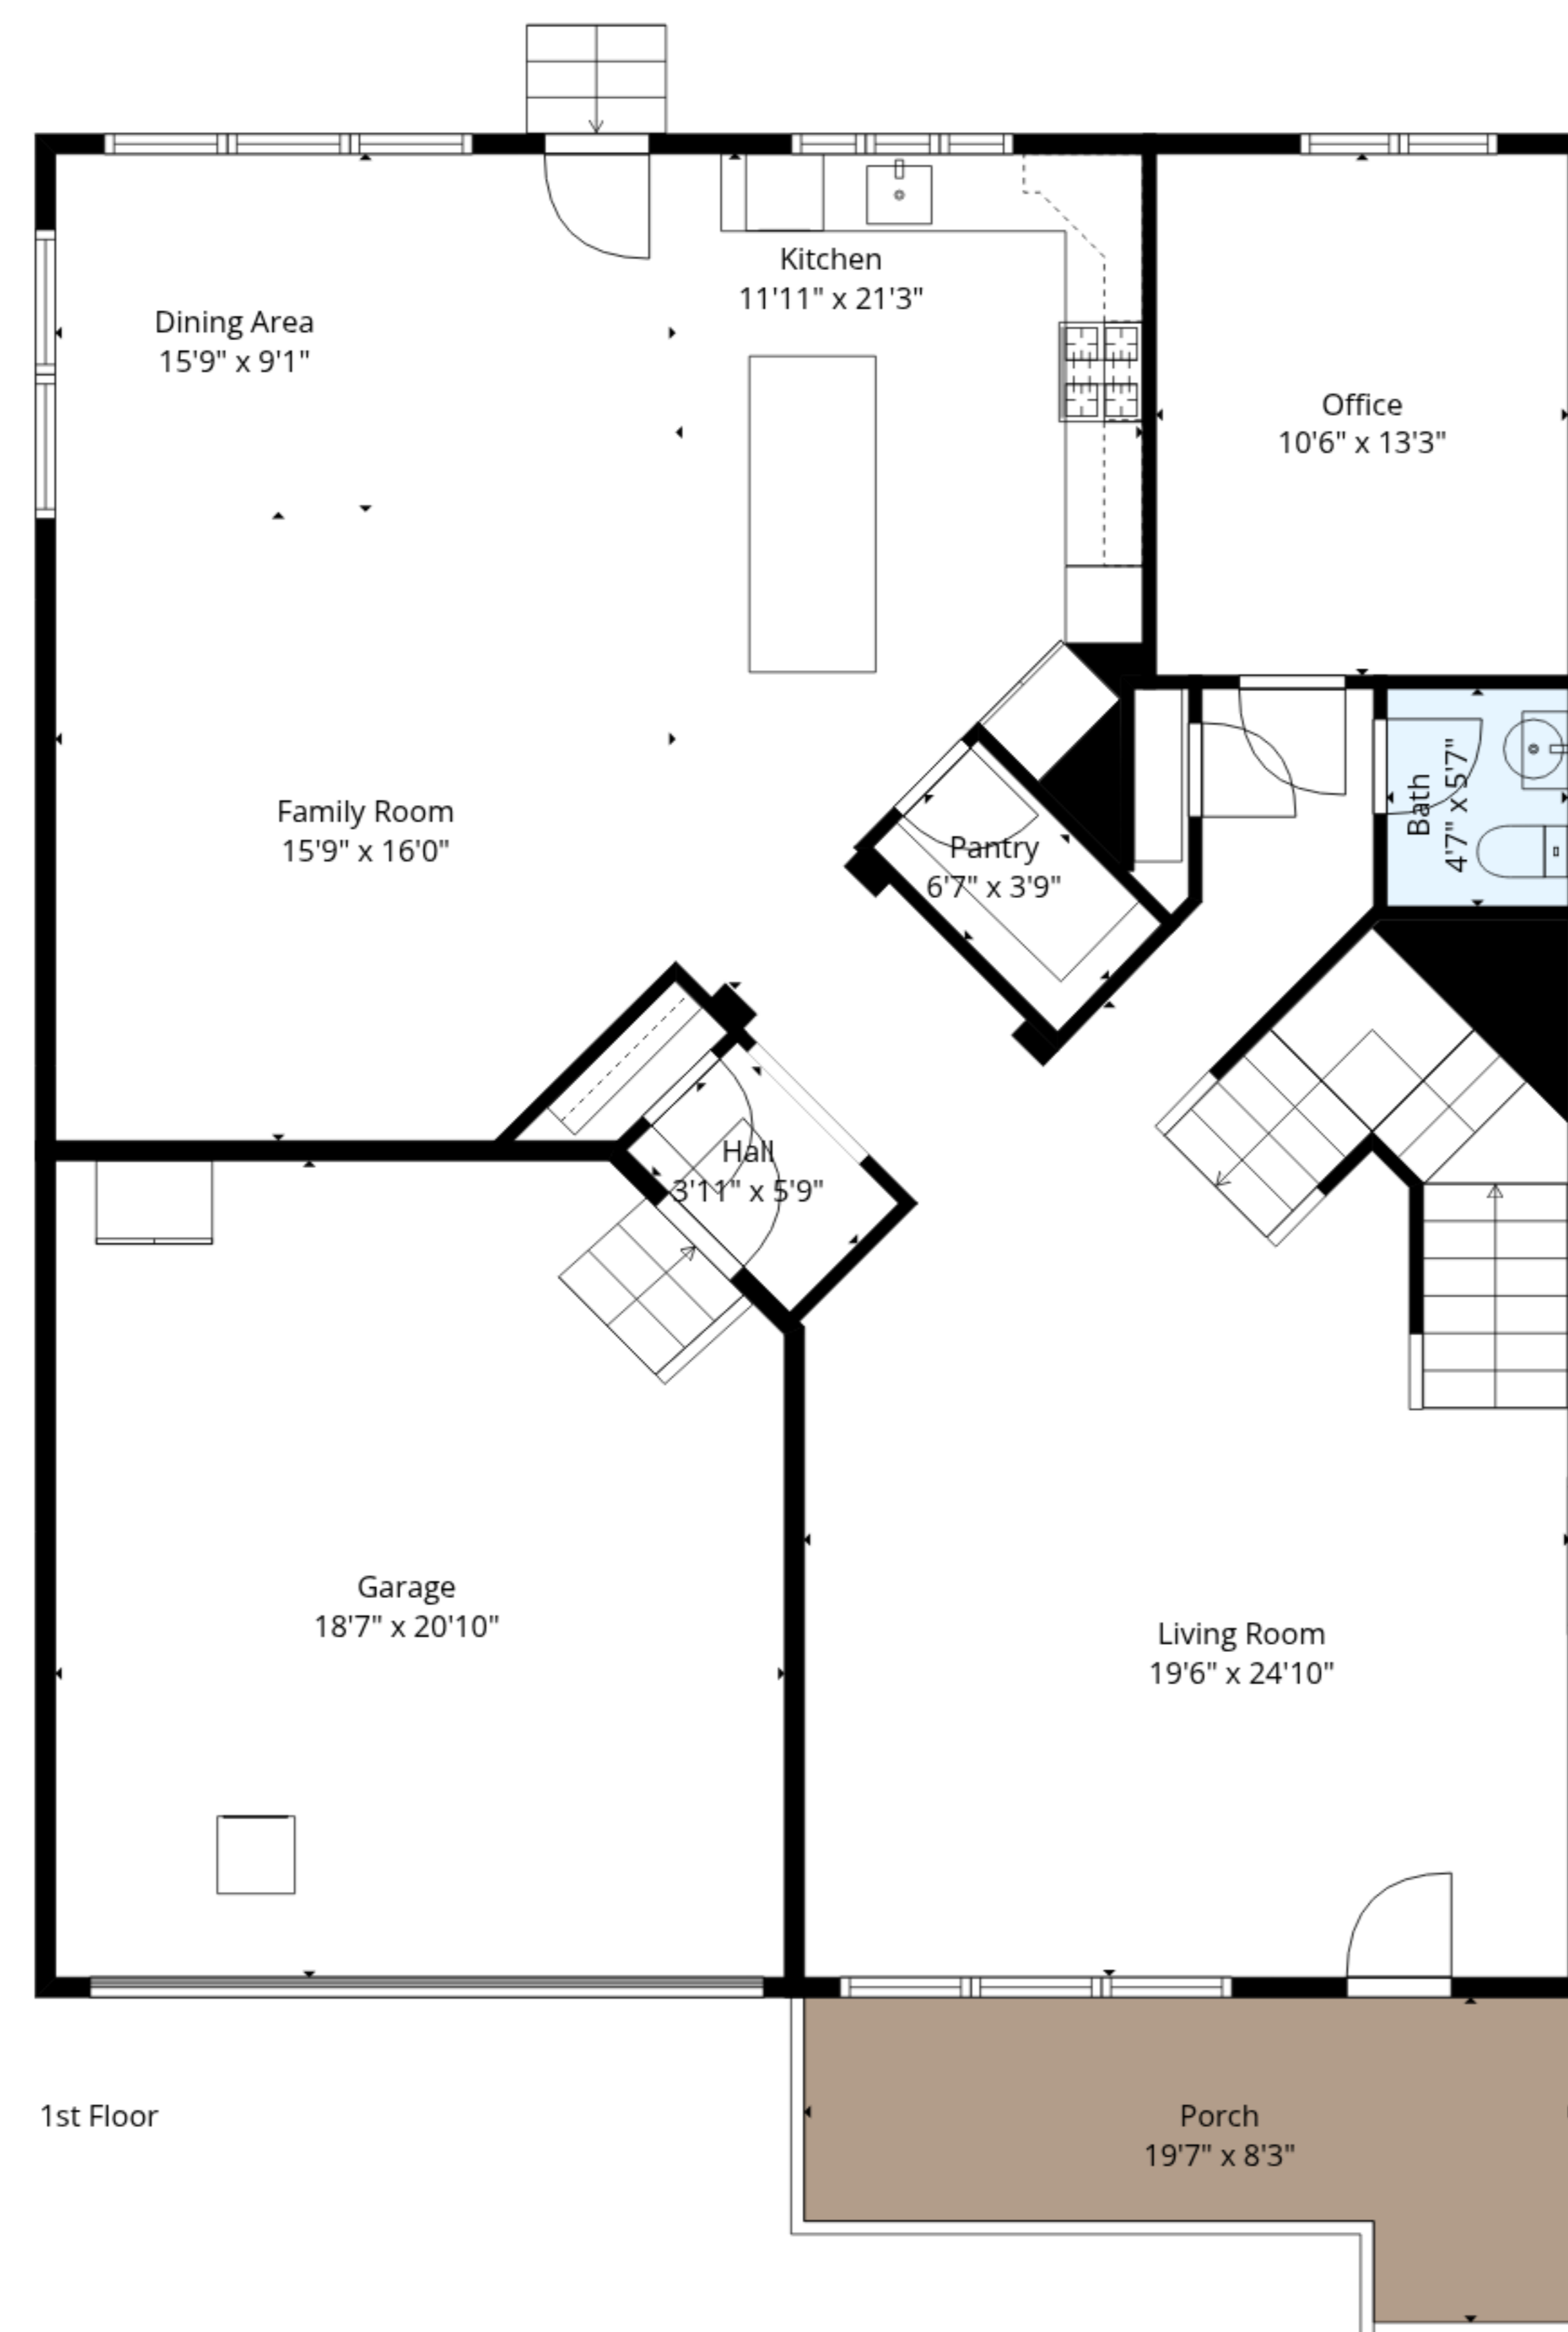 Kitchen
11'11" x 21'3"
Dining Area
15'9" x 9'1"
Office
10'6" x 13'3"
Family Room
15'9" x 16'0"
Bath
4'7" x 5'7"
Pantry
6'7" x 3'9"
Hall
3'11" x 5'9"
Garage
18'7" x 20'10"
Living Room
19'6" x 24'10"
1st Floor
Porch
19'7" x 8'3"